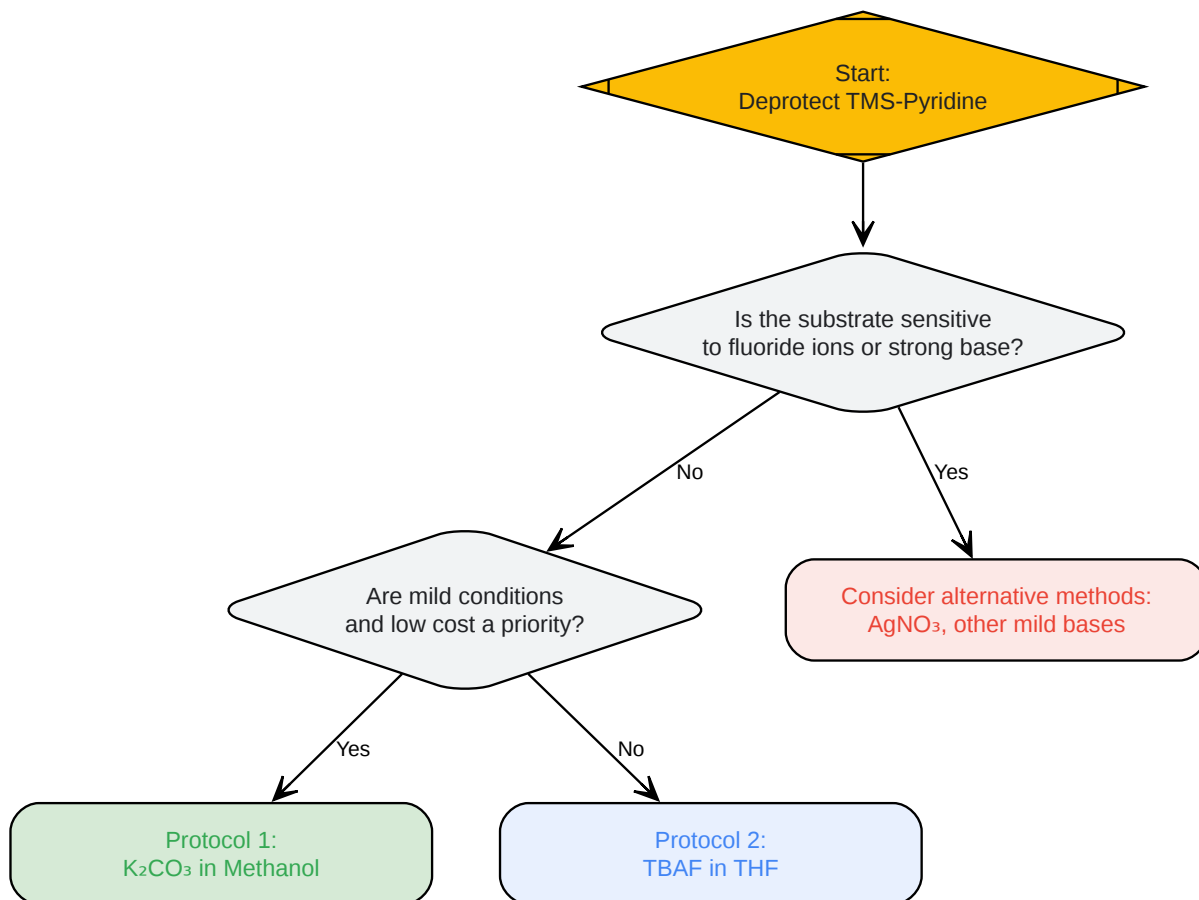 Start:
Deprotect TMS-Pyridine
Is the substrate sensitive
to fluoride ions or strong base?
No
Yes
Are mild conditions
and low cost a priority?
Consider alternative methods:
AgNO₃, other mild bases
Yes
No
Protocol 1:
K₂CO₃ in Methanol
Protocol 2:
TBAF in THF